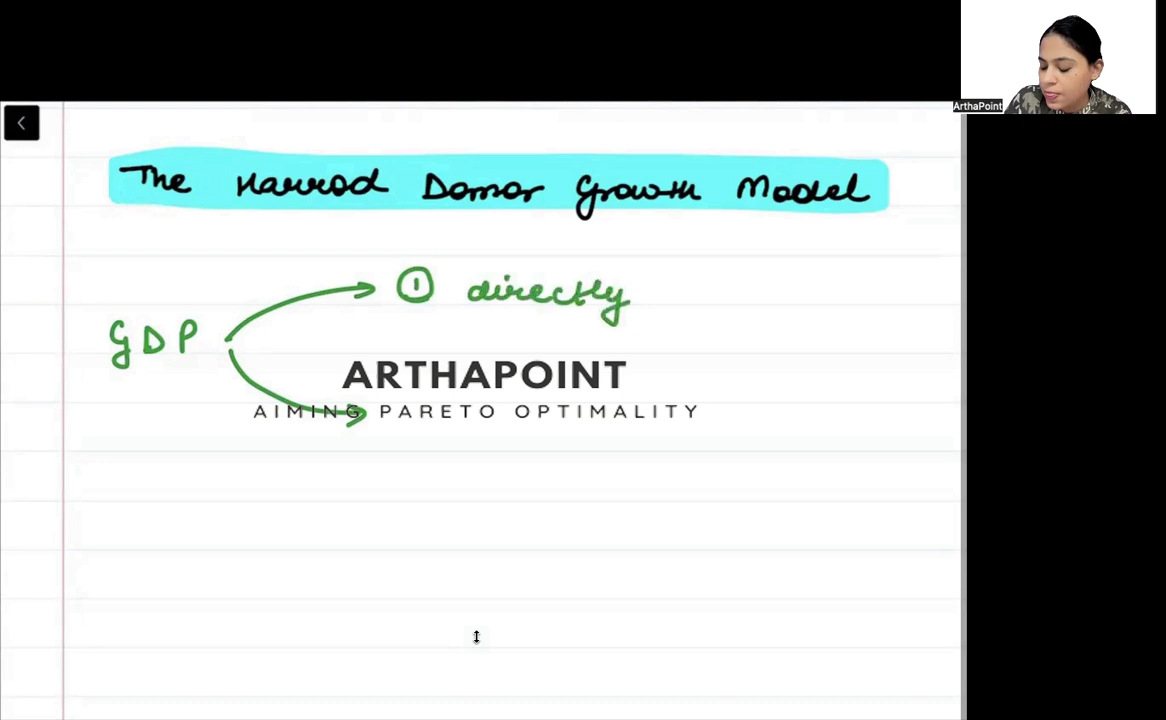 ArthaPoint
The Harrod Domar Growth Model
① directly
GDP
ARTHAPOINT
AIMING PARETO OPTIMALITY